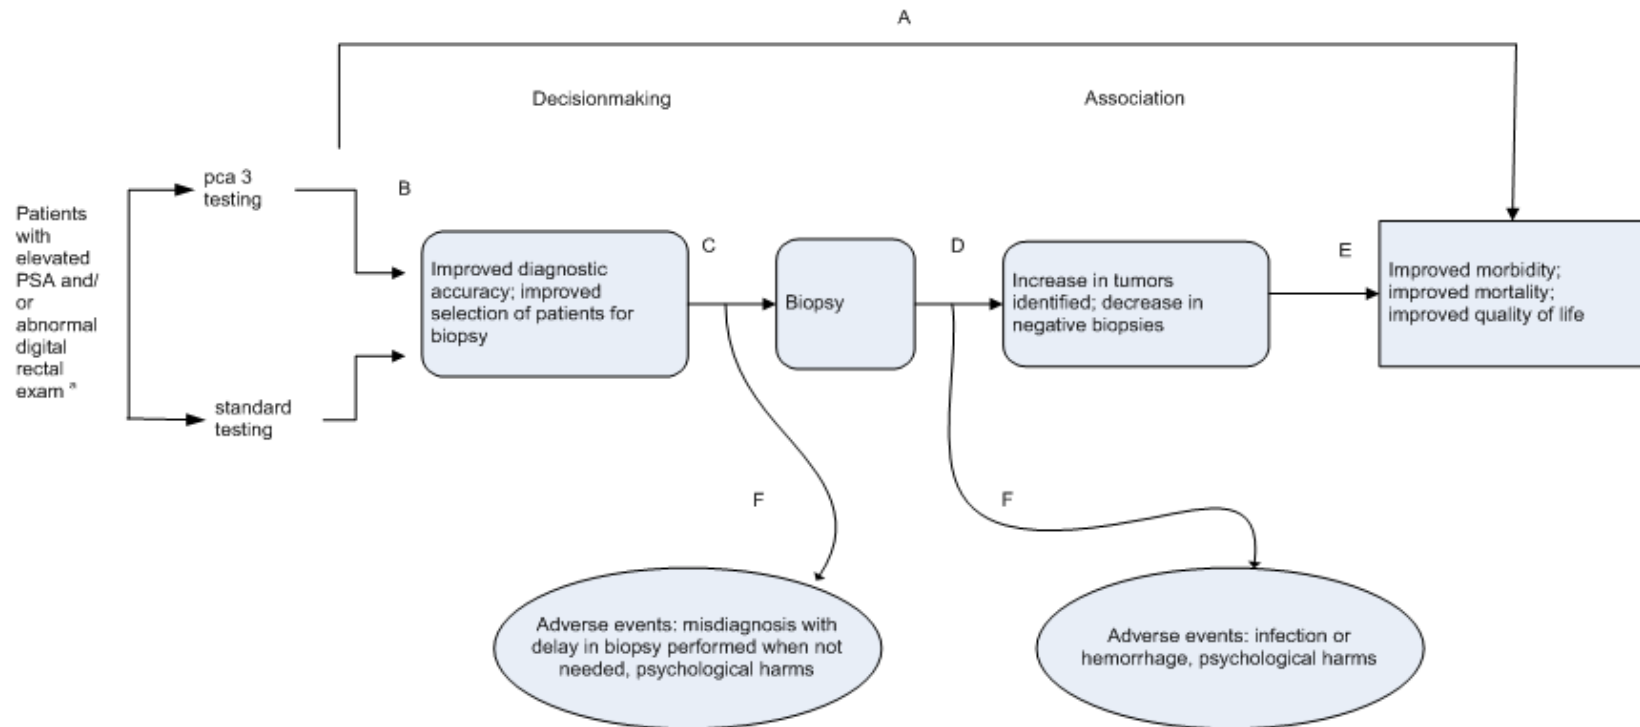 A
Decisionmaking
Association
pca 3
testing
B
Patients
with
elevated
PSA and/
or
abnormal
digital
rectal
exam a
standard
testing
Improved diagnostic
accuracy; improved
selection of patients for
biopsy
C
Biopsy
D
Increase in tumors
identified; decrease in
negative biopsies
E
Improved morbidity;
improved mortality;
improved quality of life
F
F
Adverse events: misdiagnosis with
delay in biopsy performed when not
needed, psychological harms
Adverse events: infection or
hemorrhage, psychological harms